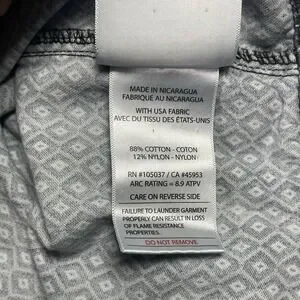 MADE IN NICARAGUA
FABRIQUE AU NICARAGUA
WITH USA FABRIC
AVEC DU TISSU DES ÉTATS-UNIS
88% COTTON - COTON
12% NYLON - NYLON
RN #105037 / CA #45953
ARC RATING = 8.9 ATPV
CARE ON REVERSE SIDE
FAILURE TO LAUNDER GARMENT
PROPERLY CAN RESULT IN LOSS
OF FLAME RESISTANCE
PROPERTIES.
DO NOT REMOVE